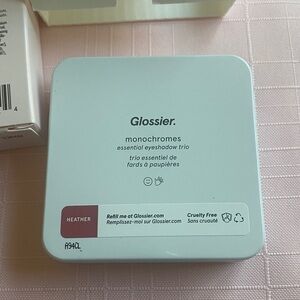 Glossier.
monochromes
essential eyeshadow trio
trio essentiel de
fards à paupières
HEATHER
Refill me at Glossier.com
Remplissez-moi sur Glossier.com
Cruelty Free
Sans cruauté
A94CL